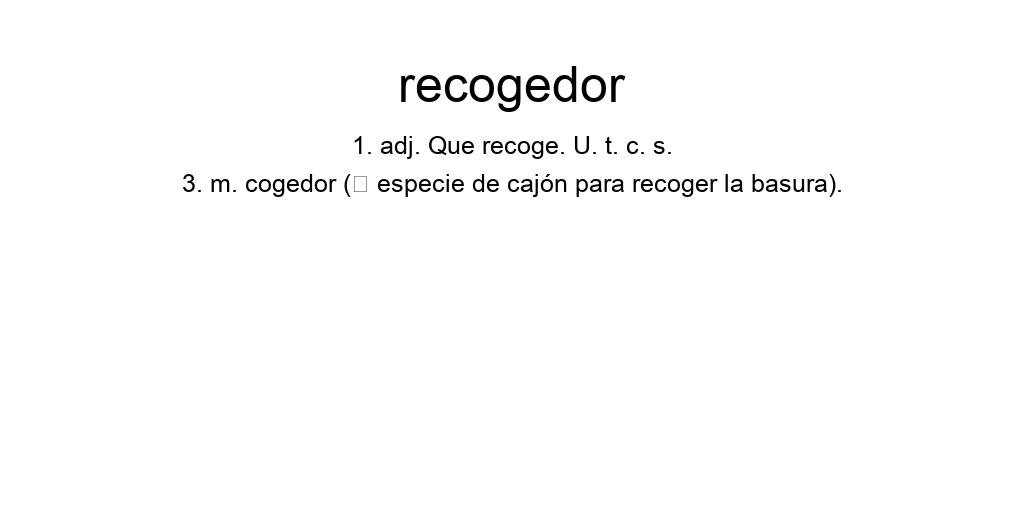 recogedor
1. adj. Que recoge. U. t. c. s.
3. m. cogedor (□ especie de cajón para recoger la basura).